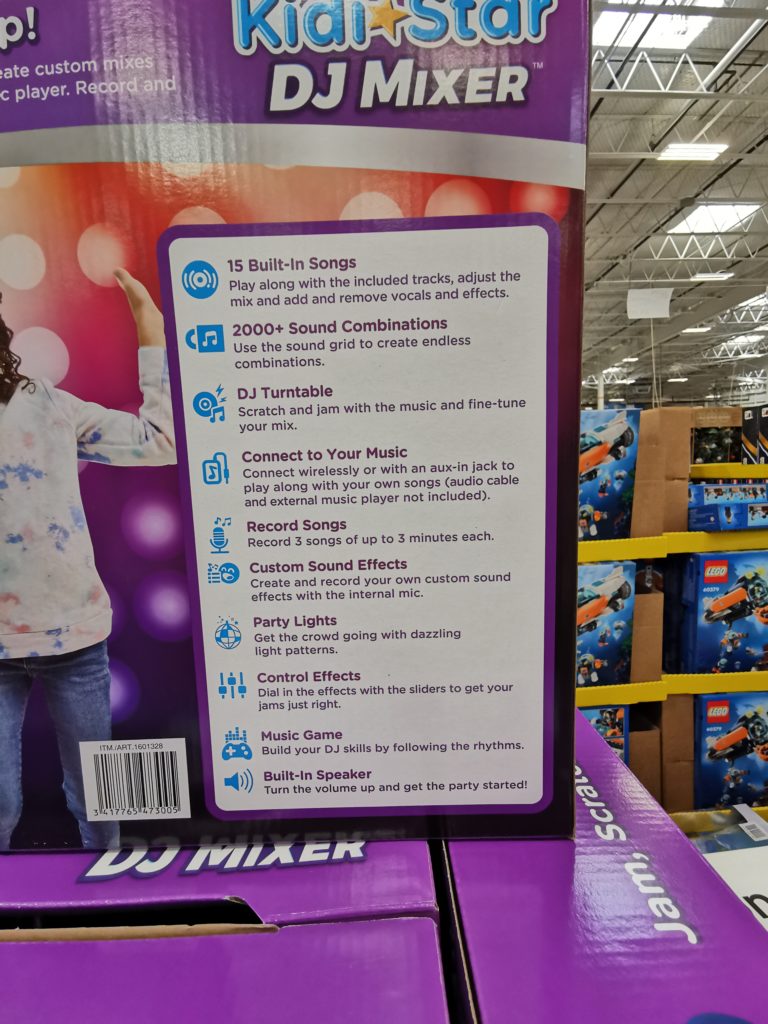 p!
eate custom mixes
c player. Record and
Kidi★Star
DJ MIXER™
15 Built-In Songs
Play along with the included tracks, adjust the
mix and add and remove vocals and effects.
2000+ Sound Combinations
Use the sound grid to create endless
combinations.
DJ Turntable
Scratch and jam with the music and fine-tune
your mix.
Connect to Your Music
Connect wirelessly or with an aux-in jack to
play along with your own songs (audio cable
and external music player not included).
Record Songs
Record 3 songs of up to 3 minutes each.
Custom Sound Effects
Create and record your own custom sound
effects with the internal mic.
Party Lights
Get the crowd going with dazzling
light patterns.
Control Effects
Dial in the effects with the sliders to get your
jams just right.
Music Game
Build your DJ skills by following the rhythms.
Built-In Speaker
Turn the volume up and get the party started!
ITM./ART.1601328
3 417765 473005
DJ MIXER
Jam, Scratc
LEGO
60379
LEGO
60379